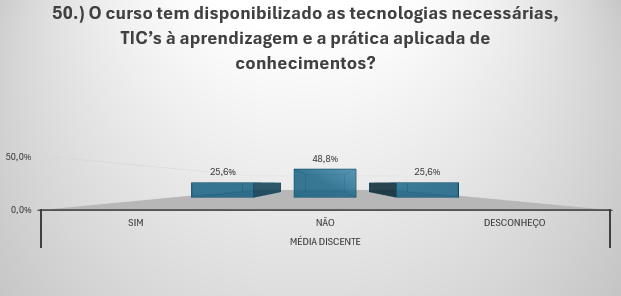 50.) O curso tem disponibilizado as tecnologias necessárias,
TIC's à aprendizagem e a prática aplicada de
conhecimentos?
50,0%
0,0%
25,6%
48,8%
25,6%
SIM
NÃO
DESCONHEÇO
MÉDIA DISCENTE